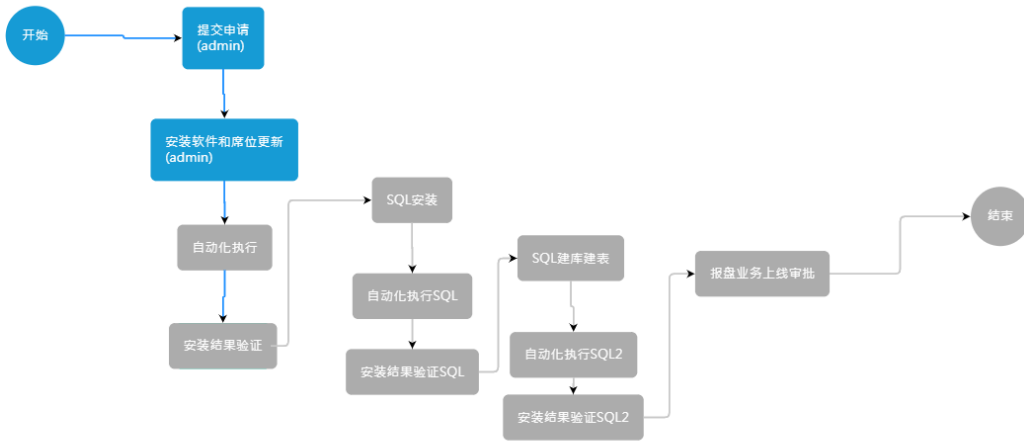 开始
提交申请
(admin)
安装软件和席位更新
(admin)
自动化执行
安装结果验证
SQL安装
自动化执行SQL
安装结果验证SQL
SQL建库建表
自动化执行SQL2
安装结果验证SQL2
报盘业务上线审批
结束